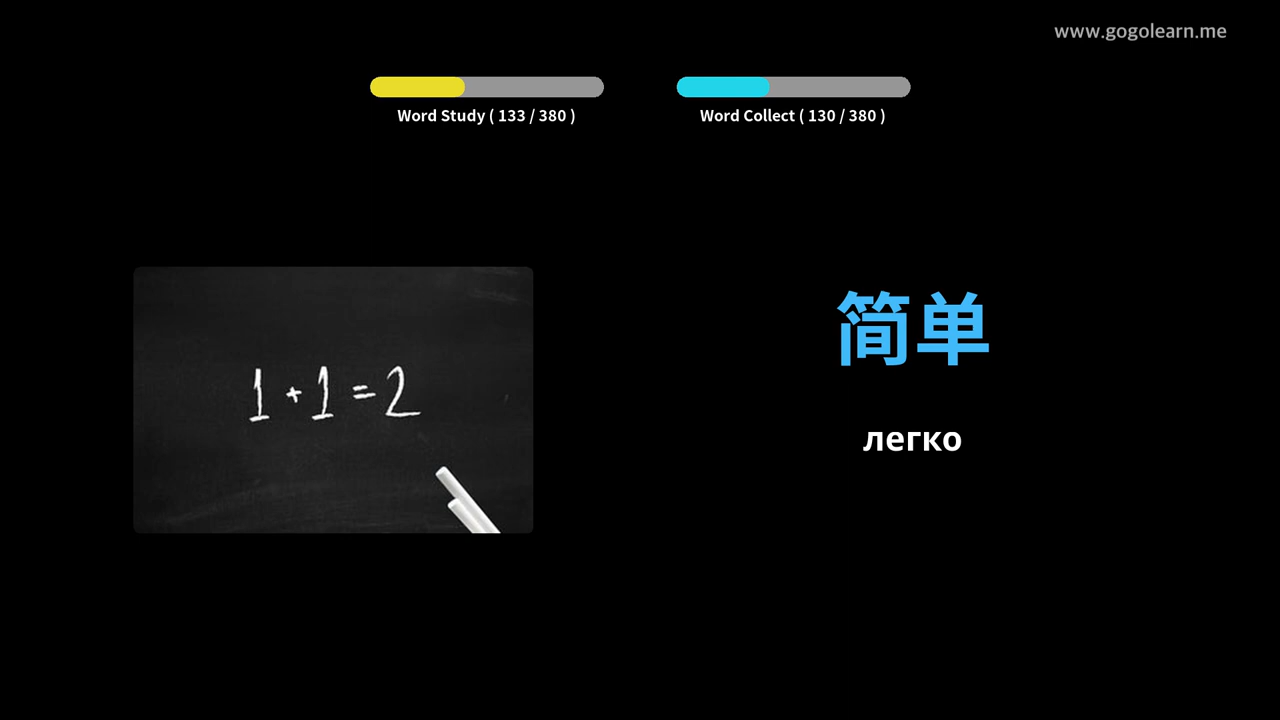 www.gogolearn.me
Word Study ( 133 / 380 )
Word Collect ( 130 / 380 )
1 + 1 = 2
简单
легко